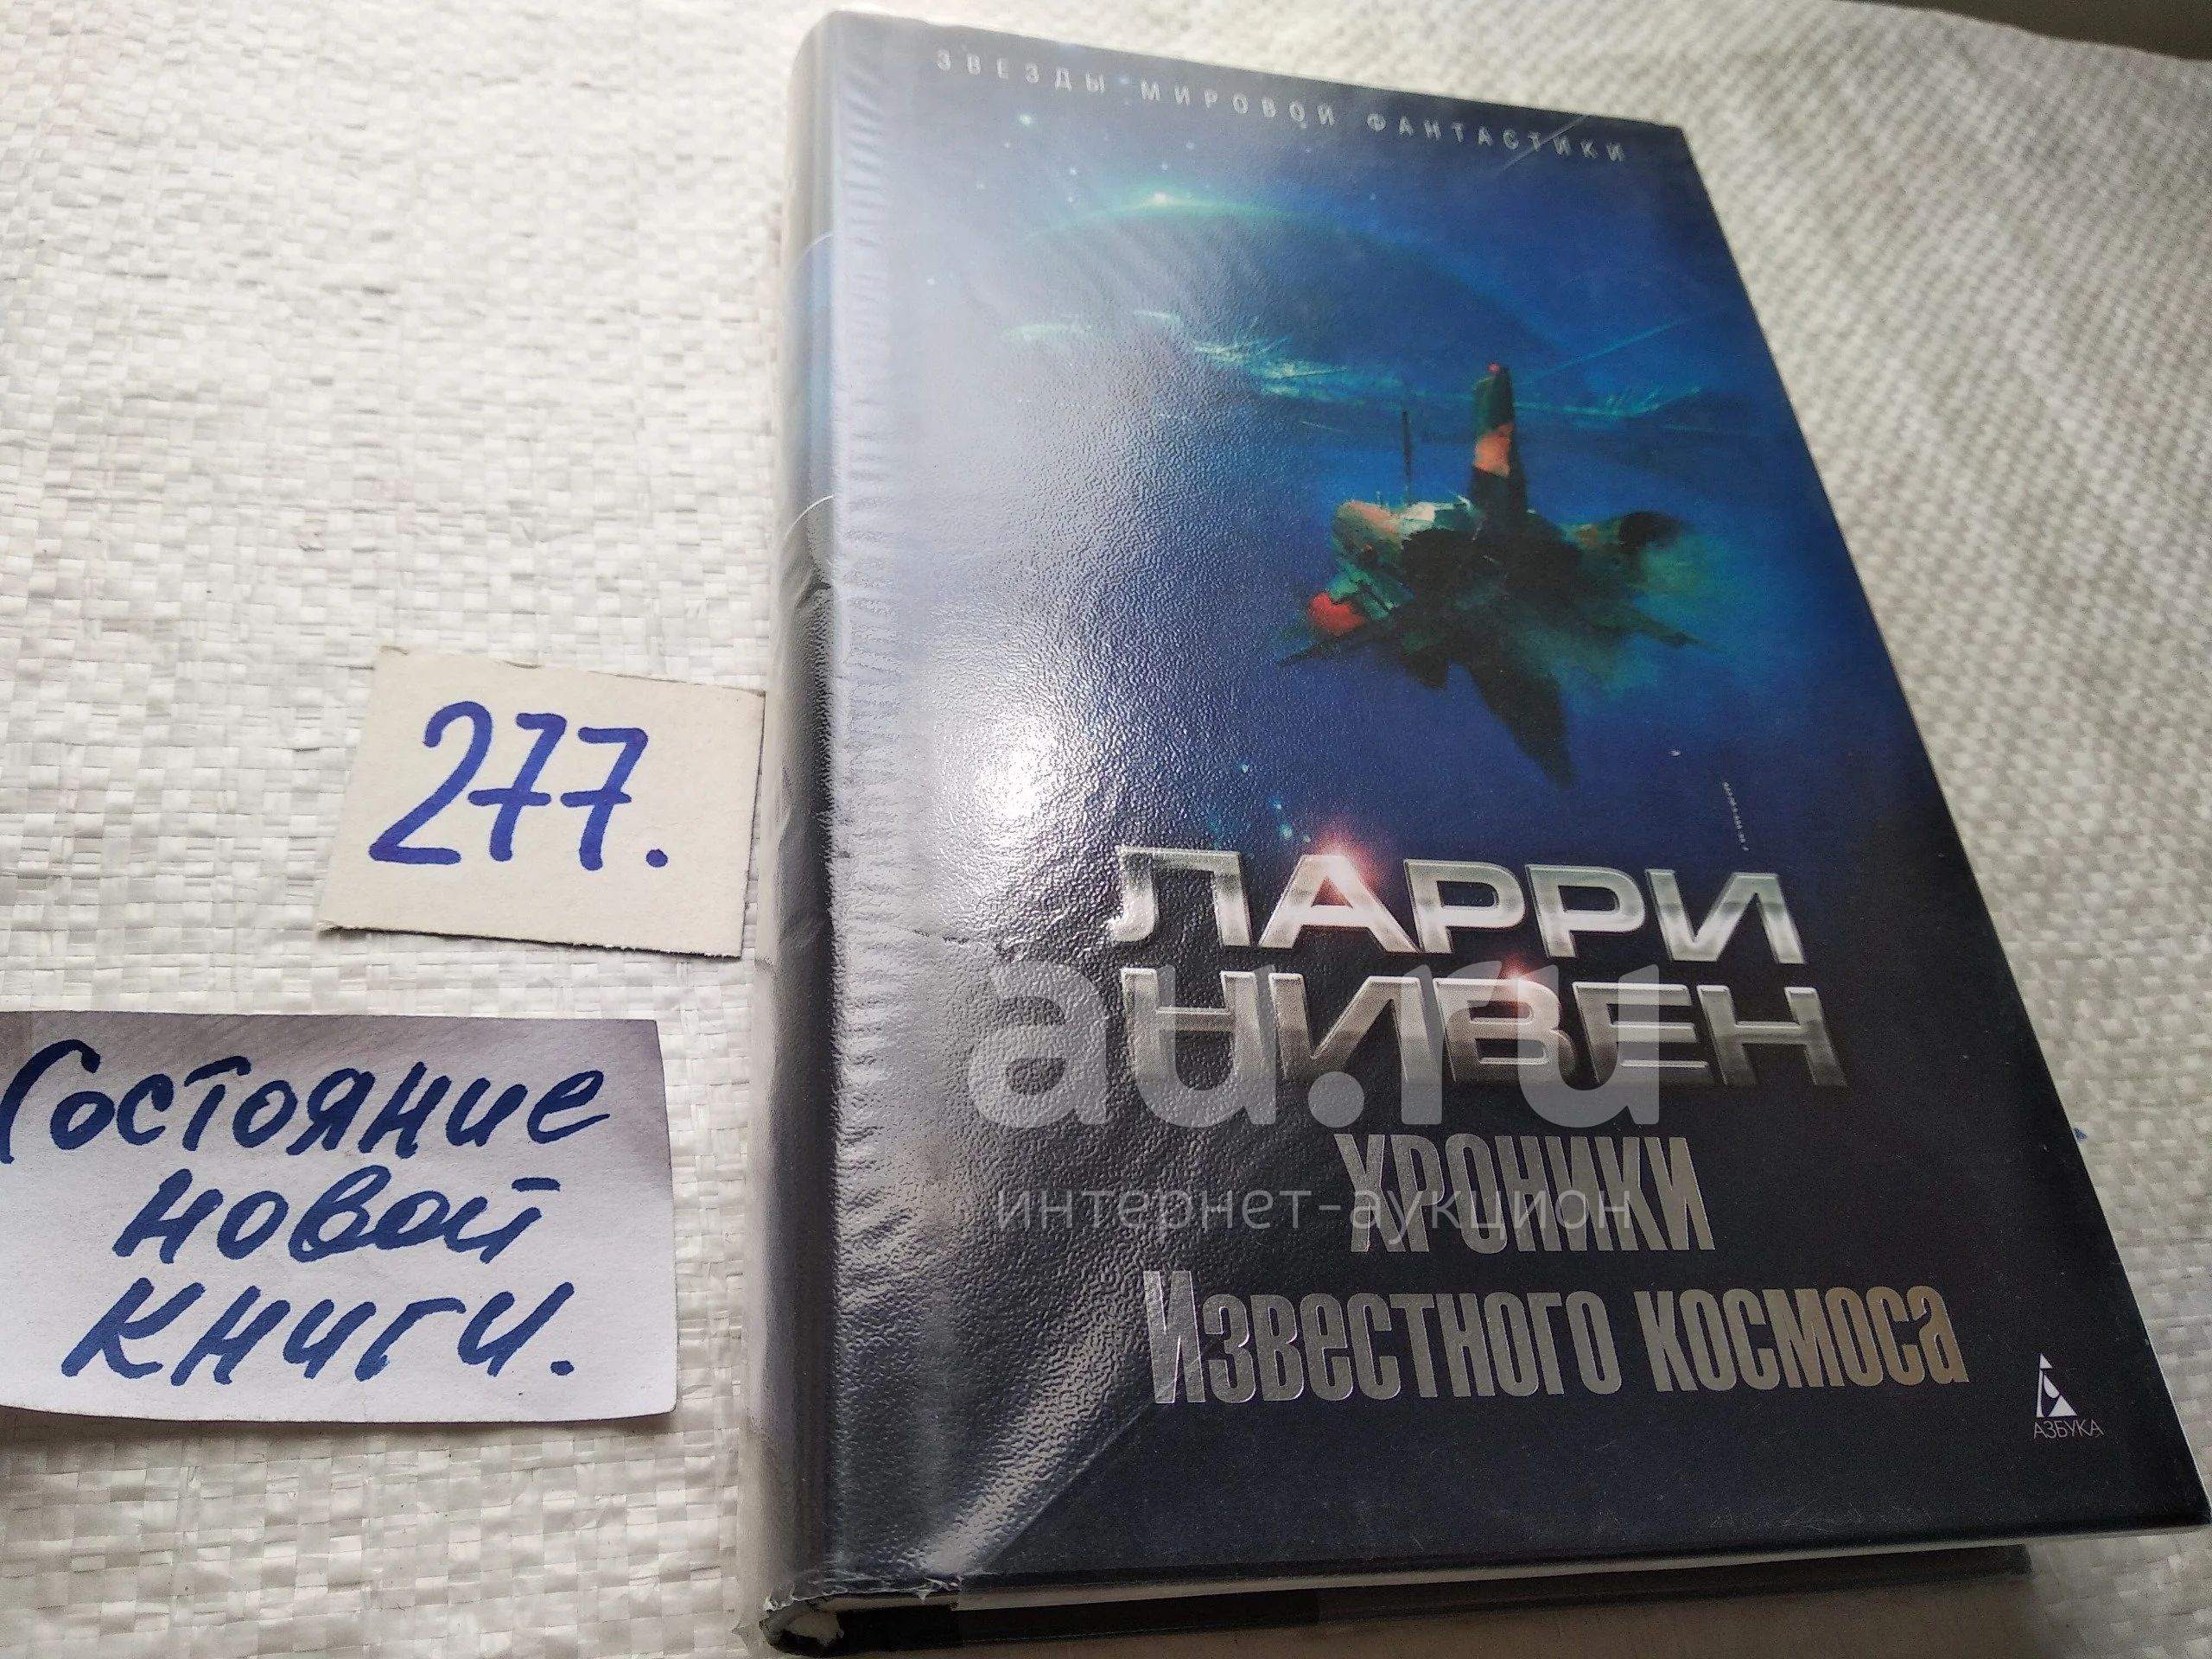 ЗВЕЗДЫ МИРОВОЙ ФАНТАСТИКИ
277.
ЛАРРИ
НИВЕН
au.ru
ХРОНИКИ
интернет-аукцион
Известного космоса
АЗБУКА
Состояние
новой
книги.